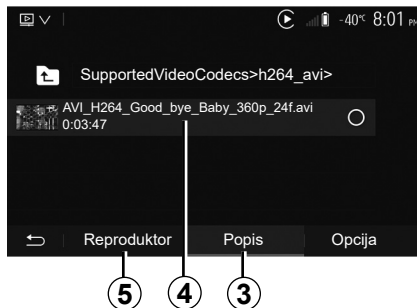 -40°C 8:01 PM
SupportedVideoCodecs>h264_avi>
AVI_H264_Good_bye_Baby_360p_24f.avi
0:03:47
Reproduktor Popis Opcija
5 4 3